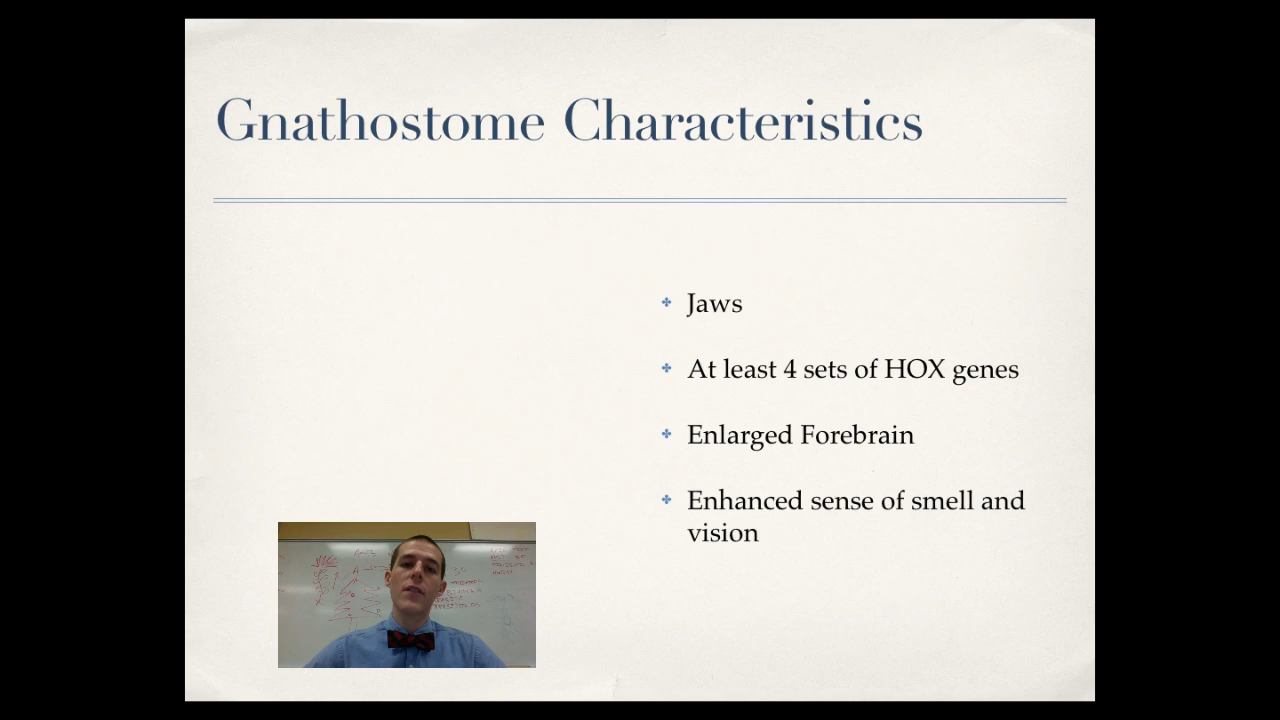 Gnathostome Characteristics
Jaws
At least 4 sets of HOX genes
Enlarged Forebrain
Enhanced sense of smell and
vision